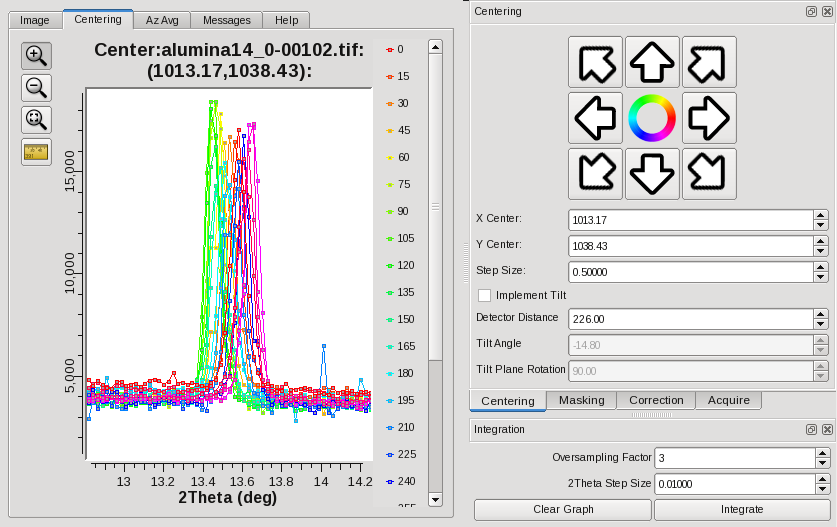 Image Centering Az Avg Messages Help
Center:alumina14_0-00102.tif:
(1013.17,1038.43):
15,000
10,000
5,000
13 13.2 13.4 13.6 13.8 14 14.2
2Theta (deg)
0
15
30
45
60
75
90
105
120
135
150
165
180
195
210
225
240
Centering
X Center: 1013.17
Y Center: 1038.43
Step Size: 0.50000
Implement Tilt
Detector Distance 226.00
Tilt Angle -14.80
Tilt Plane Rotation 90.00
Centering Masking Correction Acquire
Integration
Oversampling Factor 3
2Theta Step Size 0.01000
Clear Graph Integrate